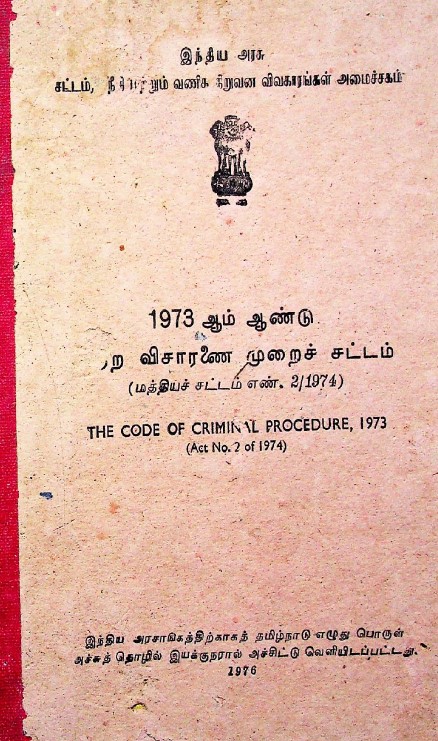 இந்திய அரசு
சட்டம், வணிக விவகாரங்கள் அமைச்சகம்
1973 ஆம் ஆண்டு
விசாரணை முறைச் சட்டம்
(மத்தியச் சட்டம் எண். 2/1974)
THE CODE OF CRIMINAL PROCEDURE, 1973
(Act No. 2 of 1974)
இந்திய அரசாங்கத்திற்காகத் தமிழ்நாடு எழுது பொருள்
அச்சுத் தொழில் இயக்குநரால் அச்சிட்டு வெளியிடப்பட்டது.
1976